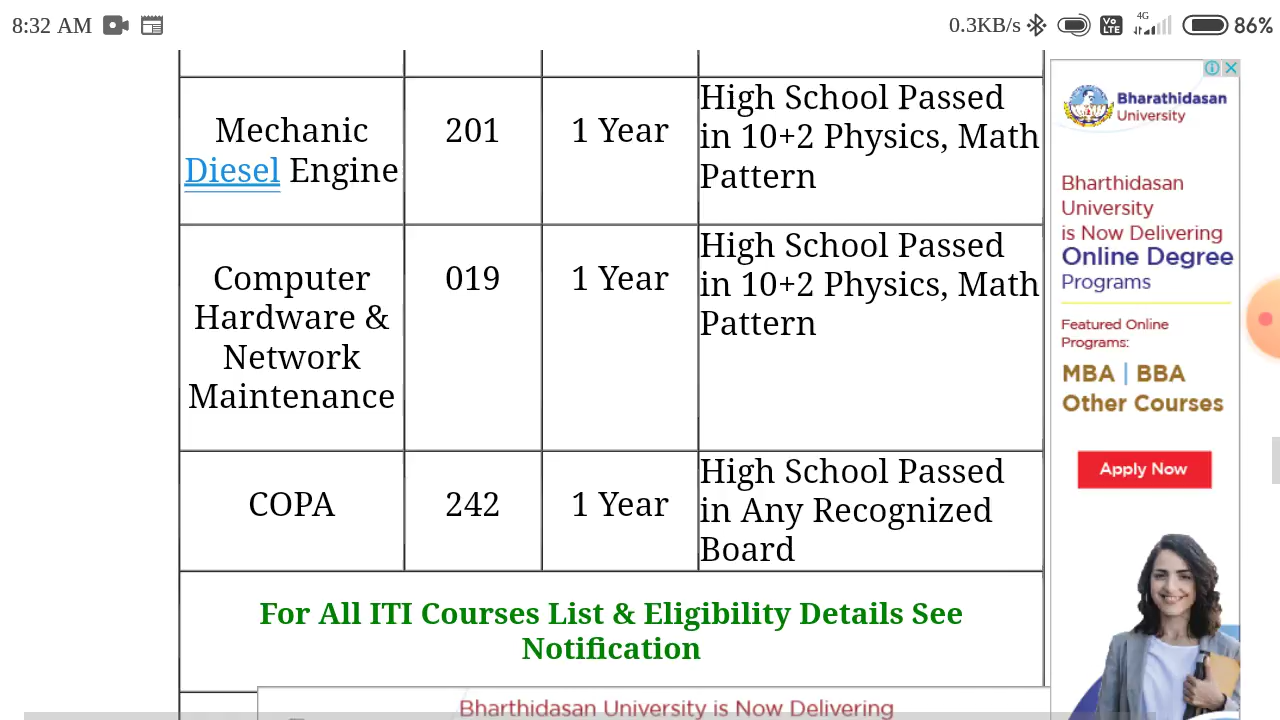 8:32 AM
0.3KB/s
Vo
LTE
4G
86%
Mechanic
Diesel Engine
201
1 Year
High School Passed
in 10+2 Physics, Math
Pattern
Computer
Hardware &
Network
Maintenance
019
1 Year
High School Passed
in 10+2 Physics, Math
Pattern
COPA
242
1 Year
High School Passed
in Any Recognized
Board
For All ITI Courses List & Eligibility Details See
Notification
Bharathidasan
University
Bharthidasan
University
is Now Delivering
Online Degree
Programs
Featured Online
Programs:
MBA | BBA
Other Courses
Apply Now
Bharthidasan University is Now Delivering